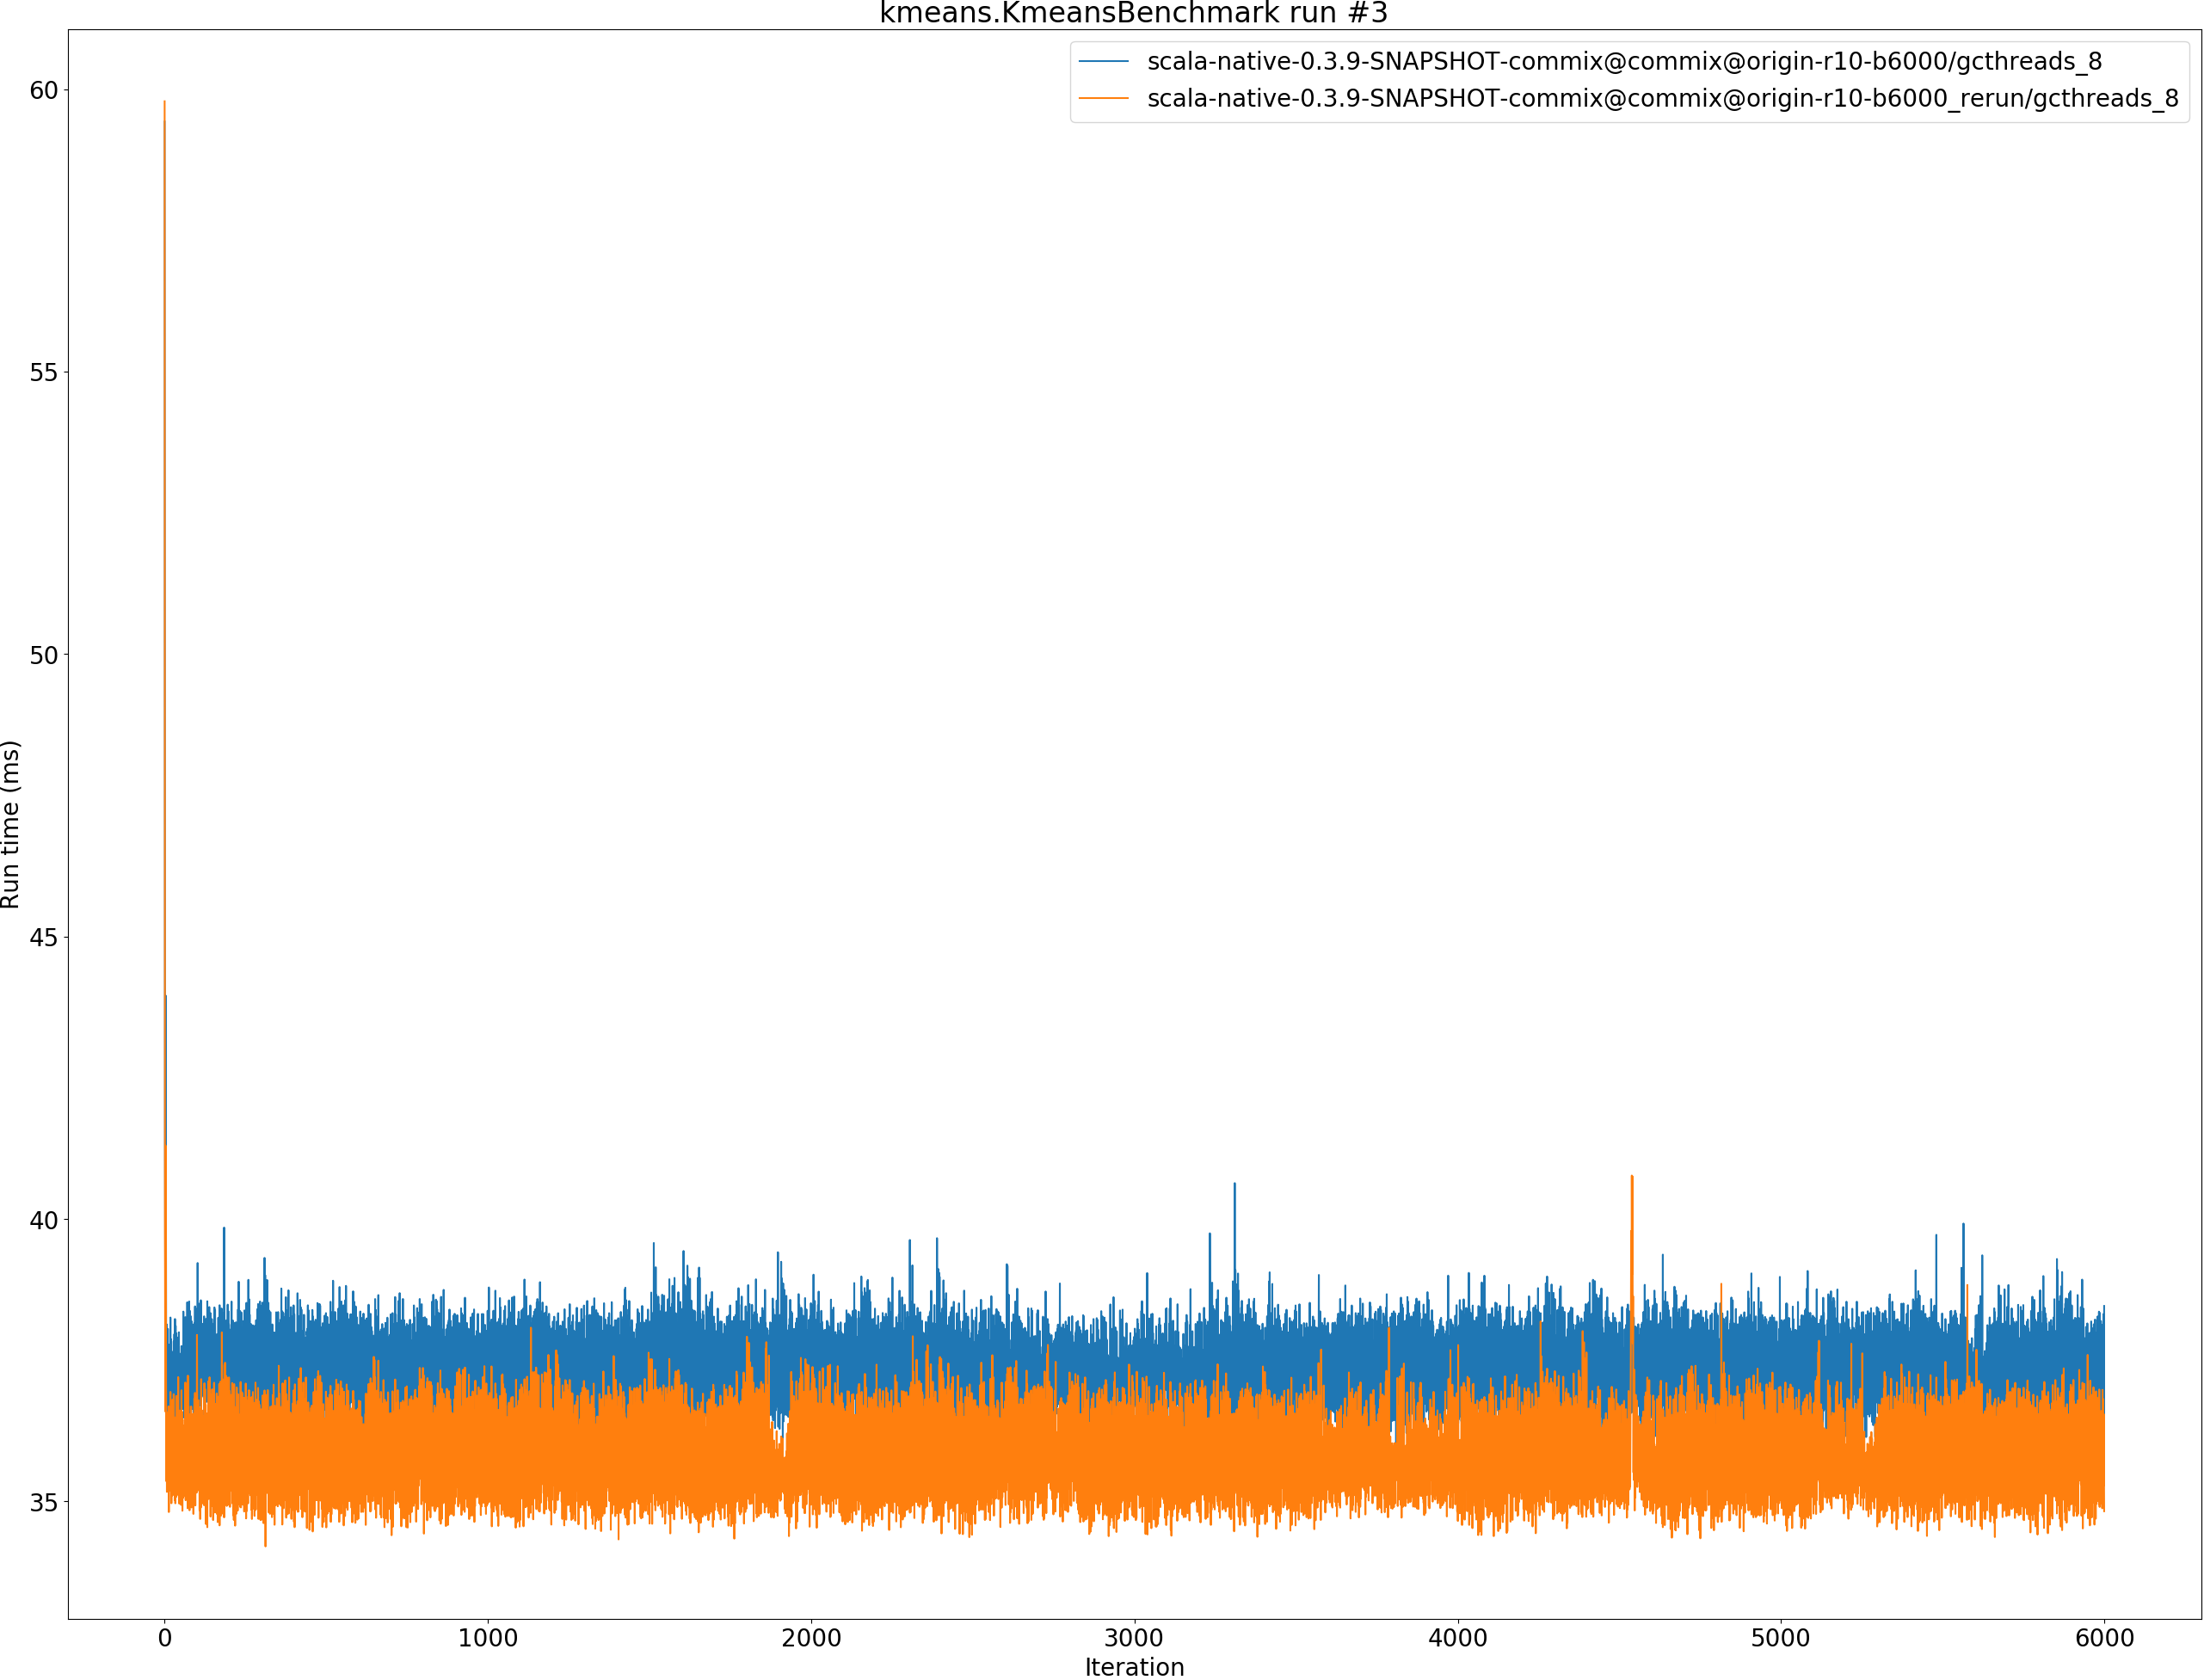 kmeans.KmeansBenchmark run #3
scala-native-0.3.9-SNAPSHOT-commix@commix@origin-r10-b6000/gcthreads_8
scala-native-0.3.9-SNAPSHOT-commix@commix@origin-r10-b6000_rerun/gcthreads_8
60
55
50
45
40
35
Run time (ms)
0 1000 2000 3000 4000 5000 6000
Iteration